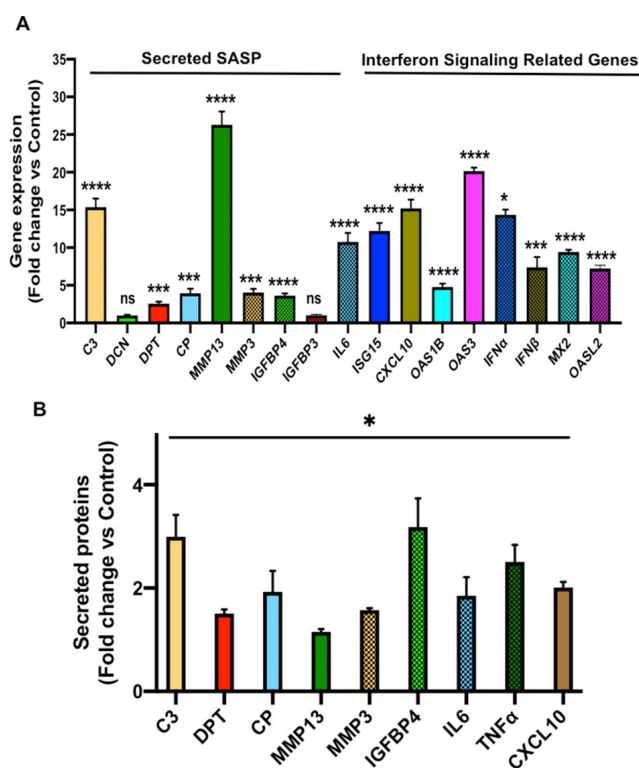 A
Secreted SASP
Interferon Signaling Related Genes
Gene expression
(Fold change vs Control)
35
30
25
20
15
10
5
0
****
ns
***
***
****
***
****
ns
****
****
****
****
****
*
***
****
****
C3
DCN
DPT
CP
MMP13
MMP3
IGFBP4
IGFBP3
IL6
ISG15
CXCL10
OAS1B
OAS3
IFNα
IFNβ
MX2
OASL2
B
*
Secreted proteins
(Fold change vs Control)
4
2
0
C3
DPT
CP
MMP13
MMP3
IGFBP4
IL6
TNFα
CXCL10